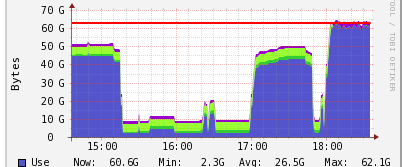 70 G
60 G
50 G
40 G
30 G
20 G
10 G
0
Bytes
15:00 16:00 17:00 18:00
Use Now: 60.6G Min: 2.3G Avg: 26.5G Max: 62.1G
TOOL / TOBI OETIKER